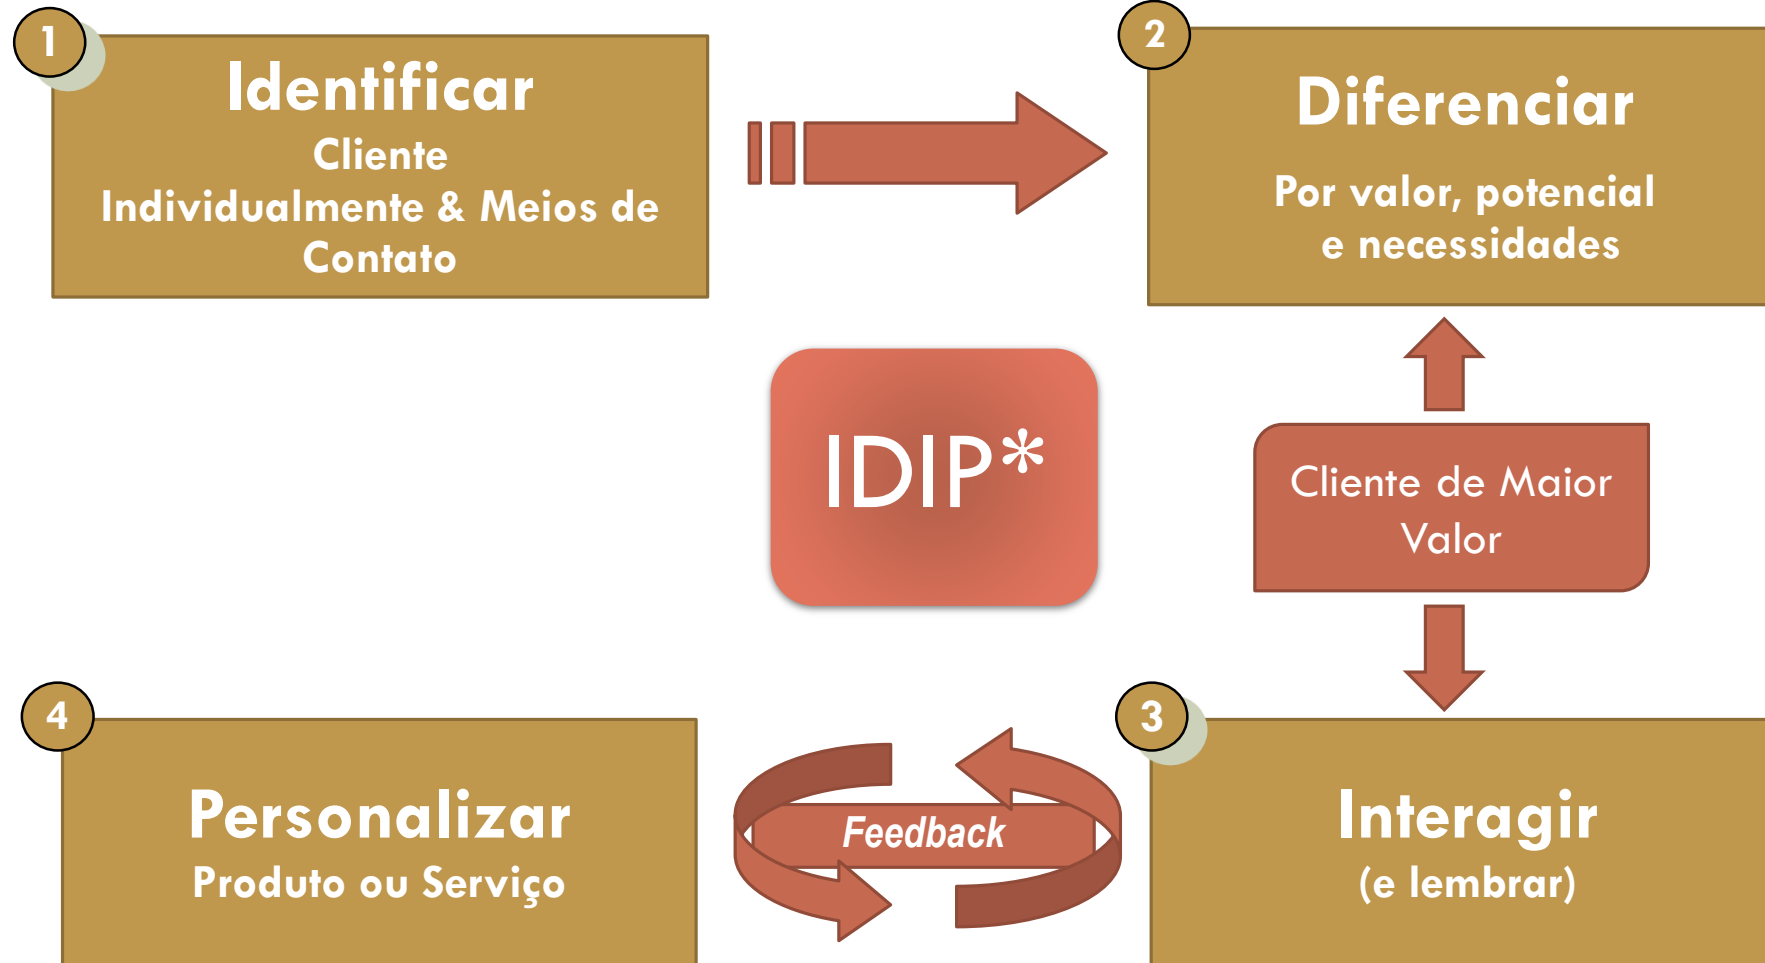 1
Identificar
Cliente
Individualmente & Meios de
Contato
2
Diferenciar
Por valor, potencial
e necessidades
IDIP*
Cliente de Maior
Valor
4
Personalizar
Produto ou Serviço
Feedback
3
Interagir
(e lembrar)